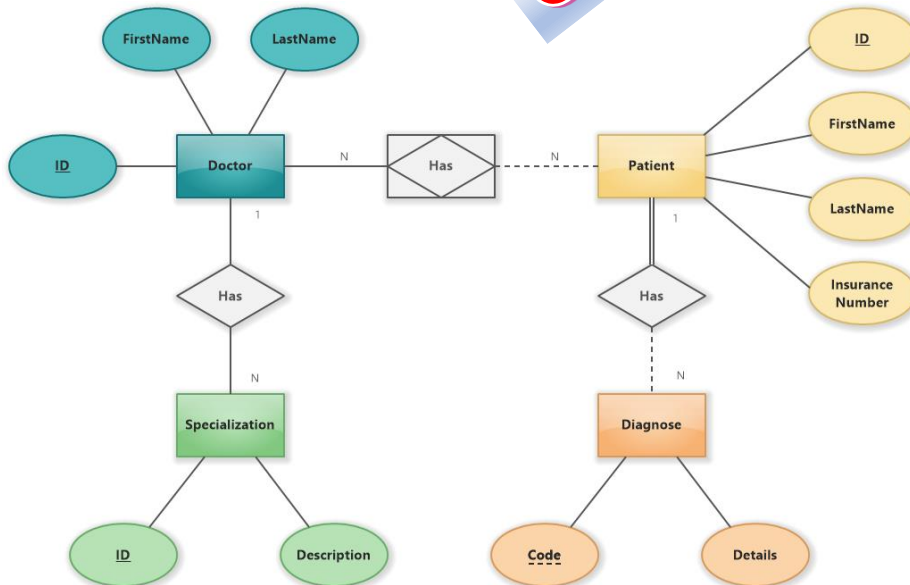 FirstName
LastName
ID
ID
Doctor
N
Has
N
Patient
FirstName
LastName
1
1
Has
Has
Insurance
Number
N
N
Specialization
Diagnose
ID
Description
Code
Details